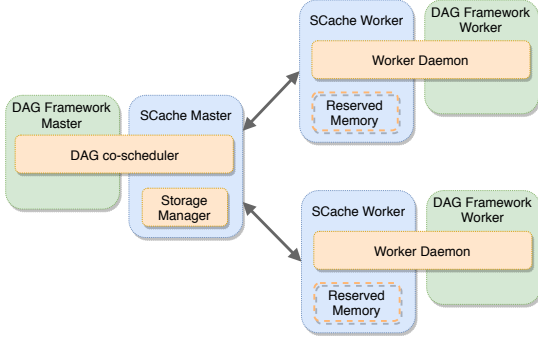 DAG Framework
Master
SCache Master
DAG co-scheduler
Storage
Manager
SCache Worker
DAG Framework
Worker
Worker Daemon
Reserved
Memory
SCache Worker
DAG Framework
Worker
Worker Daemon
Reserved
Memory